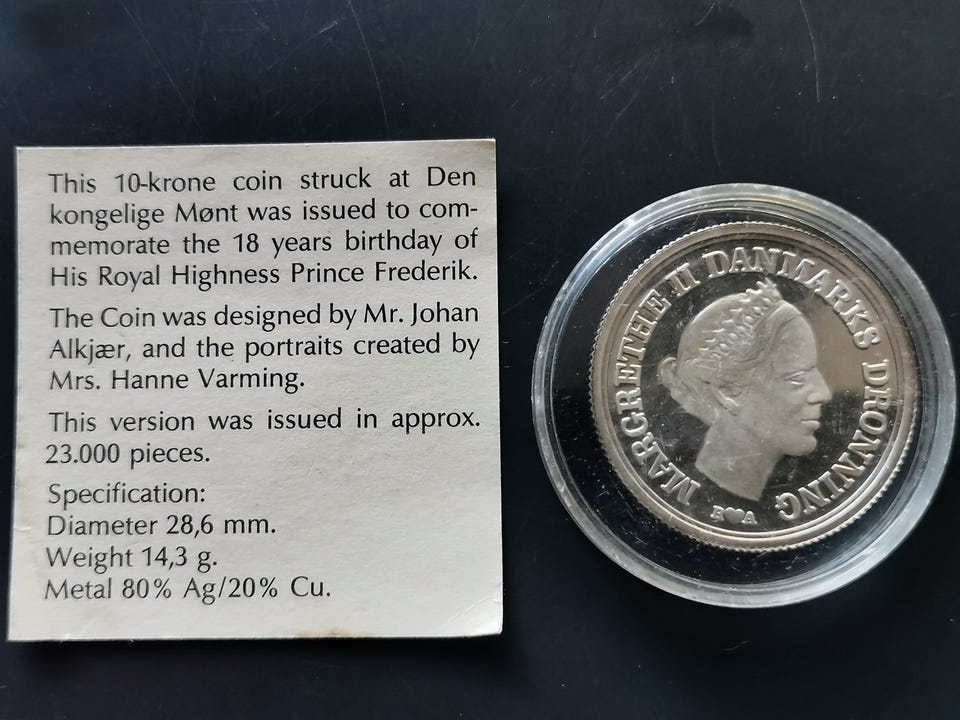 This 10-krone coin struck at Den
kongelige Mønt was issued to com-
memorate the 18 years birthday of
His Royal Highness Prince Frederik.
The Coin was designed by Mr. Johan
Alkjær, and the portraits created by
Mrs. Hanne Varming.
This version was issued in approx.
23.000 pieces.
Specification:
Diameter 28,6 mm.
Weight 14,3 g.
Metal 80% Ag/20% Cu.
MARGRETHE II DANMARKS DRONNING
R♥A